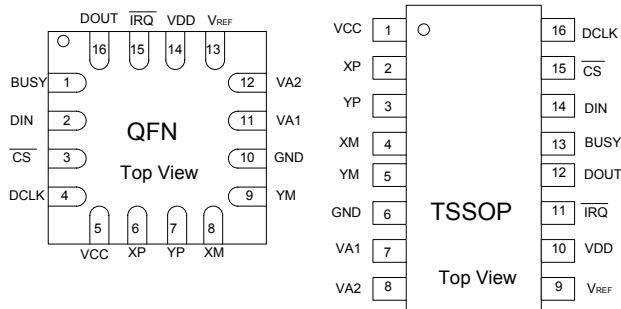 DOUT IRQ VDD VREF
16 15 14 13
BUSY 1 12 VA2
DIN 2 11 VA1
CS 3 10 GND
DCLK 4 9 YM
QFN
Top View
5 6 7 8
VCC XP YP XM
VCC 1 16 DCLK
XP 2 15 CS
YP 3 14 DIN
XM 4 13 BUSY
YM 5 12 DOUT
GND 6 11 IRQ
VA1 7 10 VDD
VA2 8 9 VREF
TSSOP
Top View